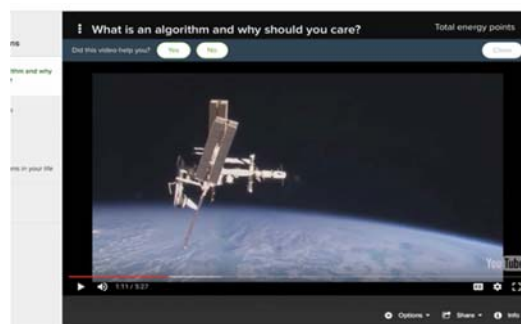 What is an algorithm and why should you care?
Total energy points
ns
Did this video help you?
Yes
No
Close
ithm and why
ns in your life
YouTube
1:11 / 5:27
Options
Share
Info